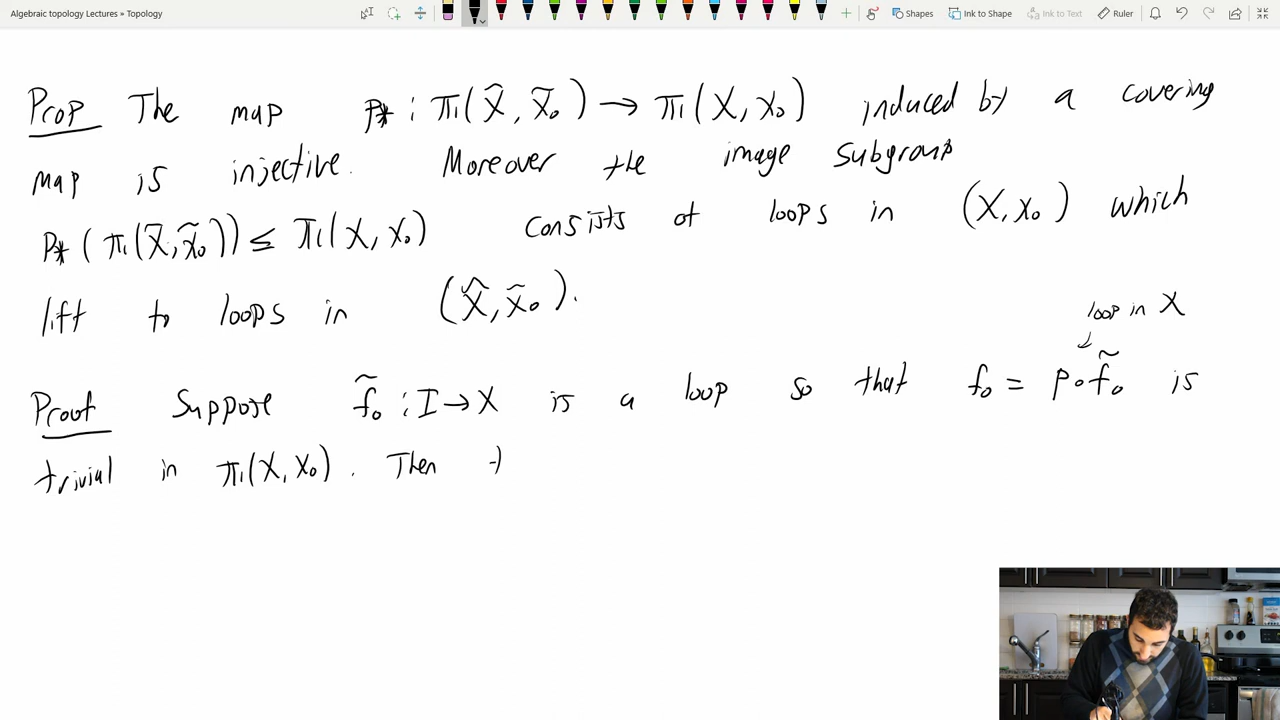 Algebraic topology Lectures » Topology
Shapes
Ink to Shape
Ink to Text
Ruler
Prop The map p* : π1(X̃, x̃0) → π1(X, x0) induced by a covering
map is injective. Moreover the image subgroup
p*(π1(X̃, x̃0)) ≤ π1(X, x0) consists of loops in (X, x0) which
lift to loops in (X̃, x̃0).
loop in X
Proof Suppose f̃0 : I → X is a loop so that f0 = p∘f̃0 is
trivial in π1(X, x0). Then